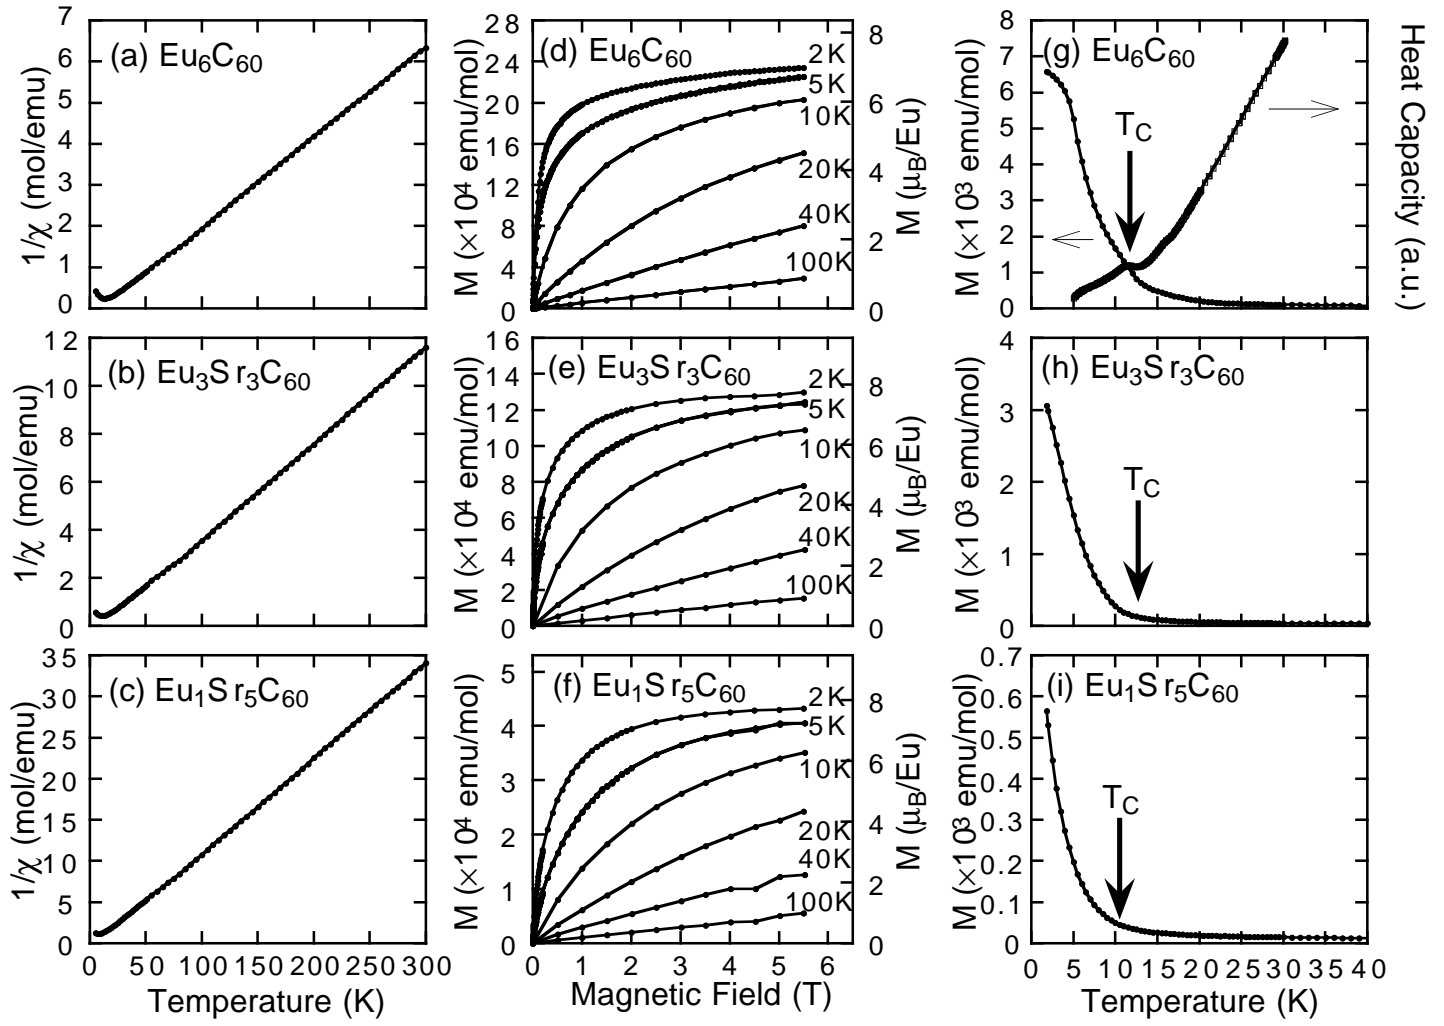 (a) Eu6C60
1/χ (mol/emu)
7
6
5
4
3
2
1
0
(d) Eu6C60
M (×10^4 emu/mol)
28
24
20
16
12
8
4
0
2K
5K
10K
20K
40K
100K
M (μB/Eu)
8
6
4
2
0
(g) Eu6C60
M (×10^3 emu/mol)
8
7
6
5
4
3
2
1
0
TC
Heat Capacity (a.u.)
(b) Eu3Sr3C60
1/χ (mol/emu)
12
10
8
6
4
2
0
(e) Eu3Sr3C60
M (×10^4 emu/mol)
16
14
12
10
8
6
4
2
0
2K
5K
10K
20K
40K
100K
M (μB/Eu)
8
6
4
2
0
(h) Eu3Sr3C60
M (×10^3 emu/mol)
4
3
2
1
0
TC
(c) Eu1Sr5C60
1/χ (mol/emu)
35
30
25
20
15
10
5
0
0 50 100 150 200 250 300
Temperature (K)
(f) Eu1Sr5C60
M (×10^4 emu/mol)
5
4
3
2
1
0
2K
5K
10K
20K
40K
100K
M (μB/Eu)
8
6
4
2
0
0 1 2 3 4 5 6
Magnetic Field (T)
(i) Eu1Sr5C60
M (×10^3 emu/mol)
0.7
0.6
0.5
0.4
0.3
0.2
0.1
0
TC
0 5 10 15 20 25 30 35 40
Temperature (K)